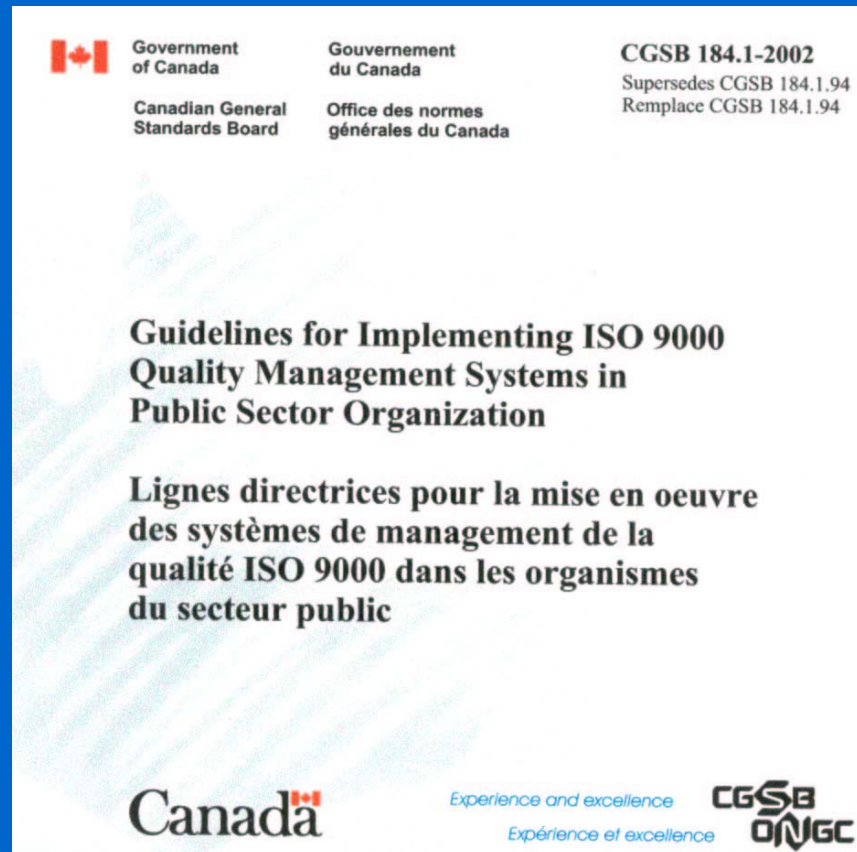 Government
of Canada
Gouvernement
du Canada
Canadian General
Standards Board
Office des normes
générales du Canada
CGSB 184.1-2002
Supersedes CGSB 184.1.94
Remplace CGSB 184.1.94
Guidelines for Implementing ISO 9000
Quality Management Systems in
Public Sector Organization
Lignes directrices pour la mise en oeuvre
des systèmes de management de la
qualité ISO 9000 dans les organismes
du secteur public
Canada
Experience and excellence
Expérience et excellence
CGSB
ONGC